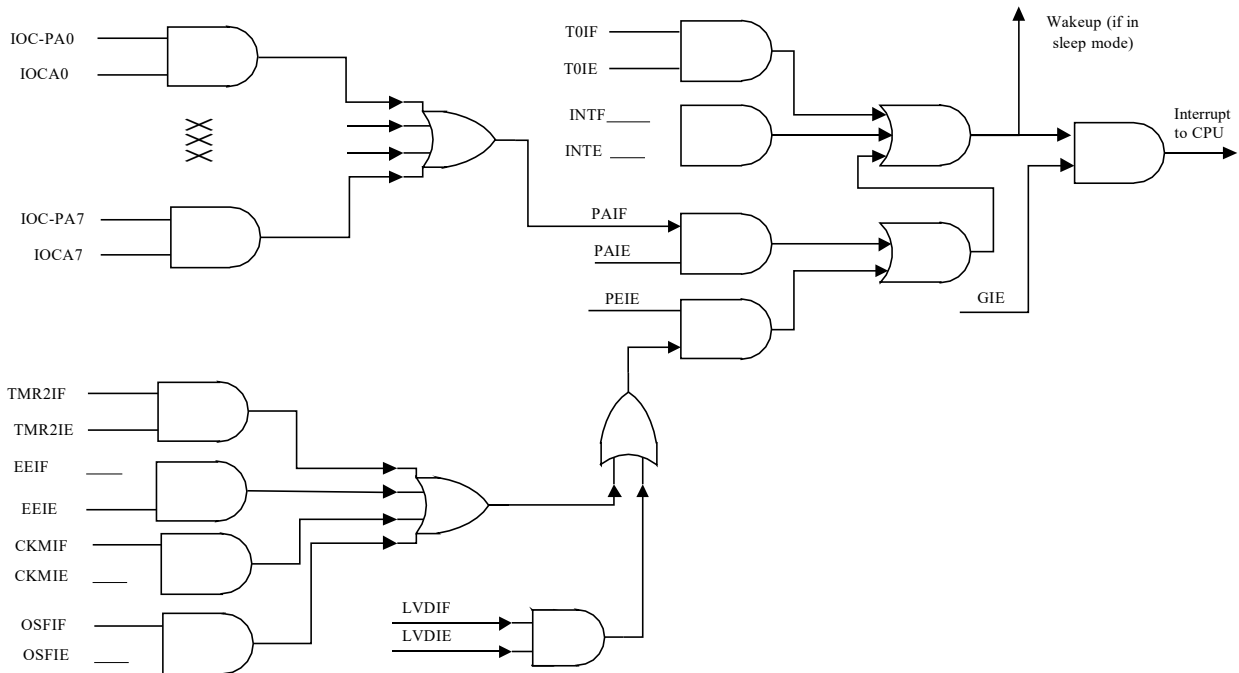 IOC-PA0
IOCA0
IOC-PA7
IOCA7
T0IF
T0IE
INTF
INTE
PAIF
PAIE
PEIE
Wakeup (if in
sleep mode)
Interrupt
to CPU
GIE
TMR2IF
TMR2IE
EEIF
EEIE
CKMIF
CKMIE
OSFIF
OSFIE
LVDIF
LVDIE